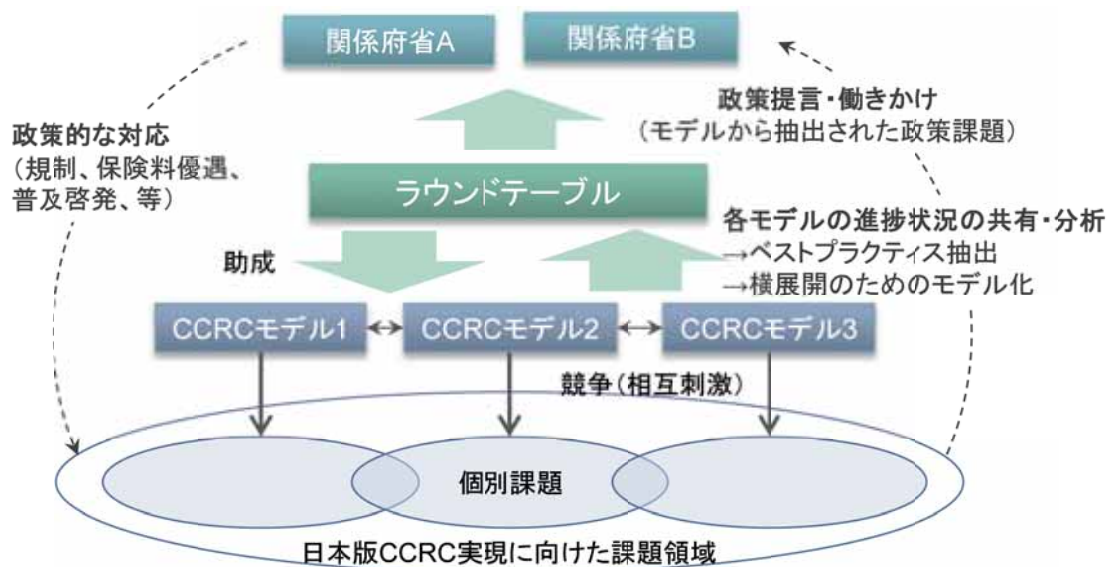 関係府省A
関係府省B
政策提言・働きかけ
（モデルから抽出された政策課題）
政策的な対応
（規制、保険料優遇、
普及啓発、等）
ラウンドテーブル
各モデルの進捗状況の共有・分析
→ベストプラクティス抽出
→横展開のためのモデル化
助成
CCRCモデル1
CCRCモデル2
CCRCモデル3
競争（相互刺激）
個別課題
日本版CCRC実現に向けた課題領域